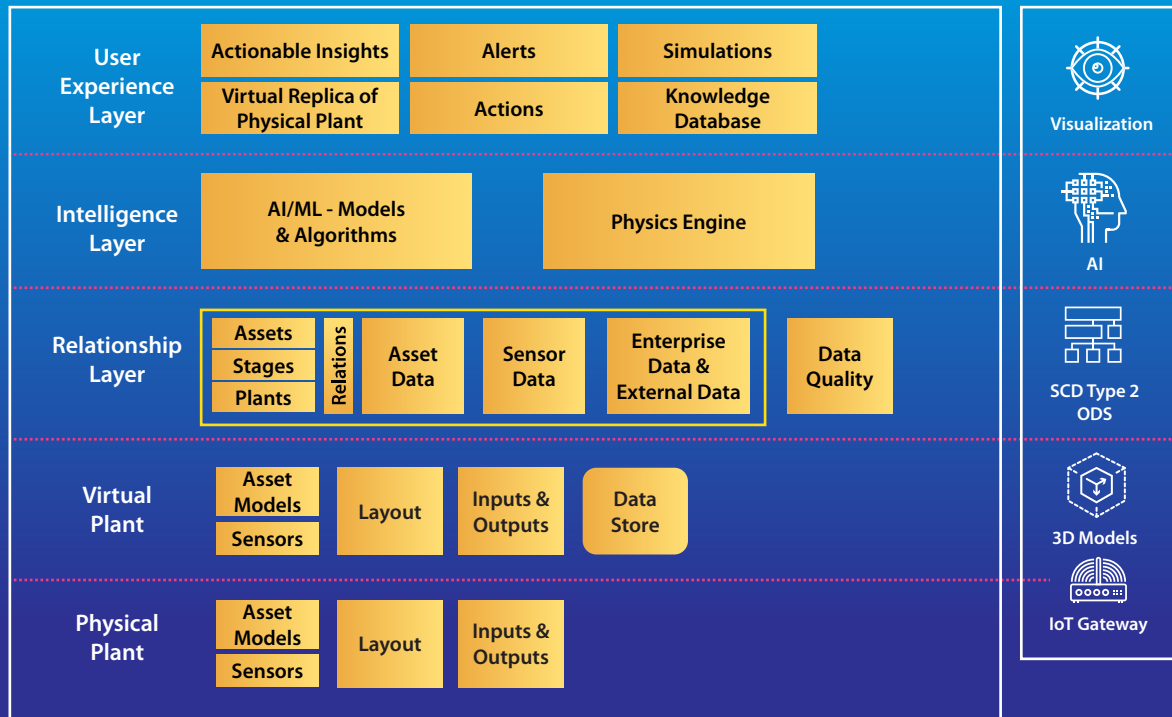 User
Experience
Layer
Actionable Insights
Alerts
Simulations
Virtual Replica of
Physical Plant
Actions
Knowledge
Database
Visualization
Intelligence
Layer
AI/ML - Models
& Algorithms
Physics Engine
AI
Relationship
Layer
Assets
Stages
Plants
Relations
Asset
Data
Sensor
Data
Enterprise
Data &
External Data
Data
Quality
SCD Type 2
ODS
Virtual
Plant
Asset
Models
Sensors
Layout
Inputs &
Outputs
Data
Store
3D Models
Physical
Plant
Asset
Models
Sensors
Layout
Inputs &
Outputs
IoT Gateway